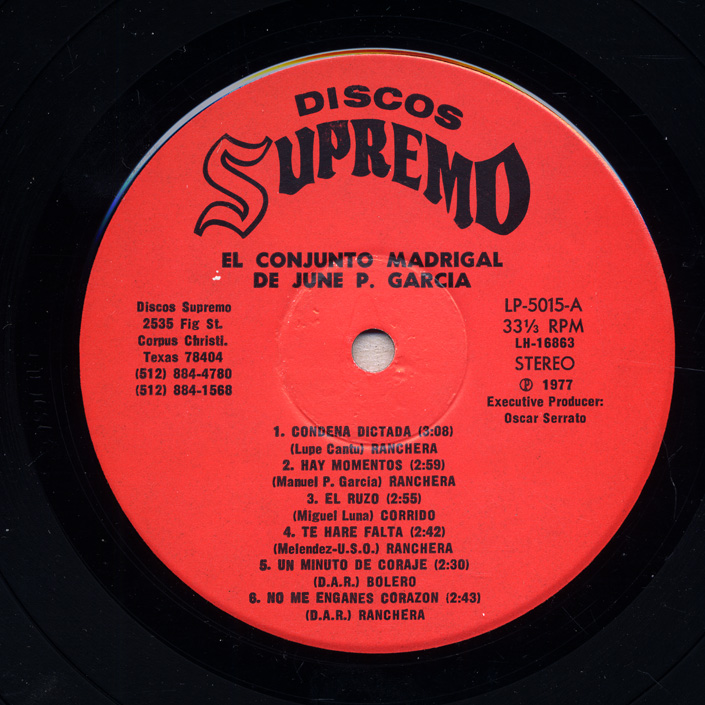 DISCOS
SUPREMO
EL CONJUNTO MADRIGAL
DE JUNE P. GARCIA
Discos Supremo
2535 Fig St.
Corpus Christi.
Texas 78404
(512) 884-4780
(512) 884-1568
LP-5015-A
33⅓ RPM
LH-16863
STEREO
℗ 1977
Executive Producer:
Oscar Serrato
1. CONDENA DICTADA (3:08)
(Lupe Cantu) RANCHERA
2. HAY MOMENTOS (2:59)
(Manuel P. Garcia) RANCHERA
3. EL RUZO (2:55)
(Miguel Luna) CORRIDO
4. TE HARE FALTA (2:42)
(Melendez-U.S.O.) RANCHERA
5. UN MINUTO DE CORAJE (2:30)
(D.A.R.) BOLERO
6. NO ME ENGANES CORAZON (2:43)
(D.A.R.) RANCHERA